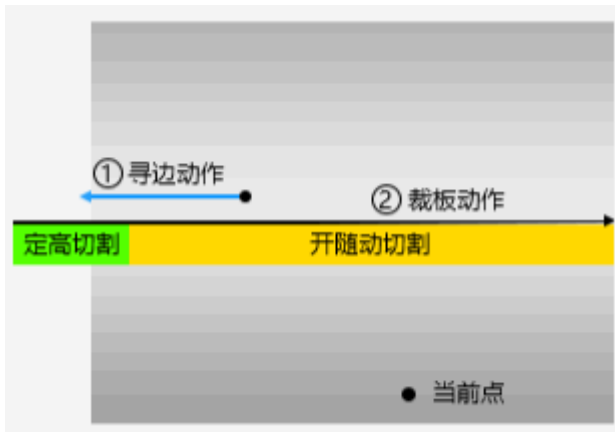 ①寻边动作
②裁板动作
定高切割
开随动切割
当前点